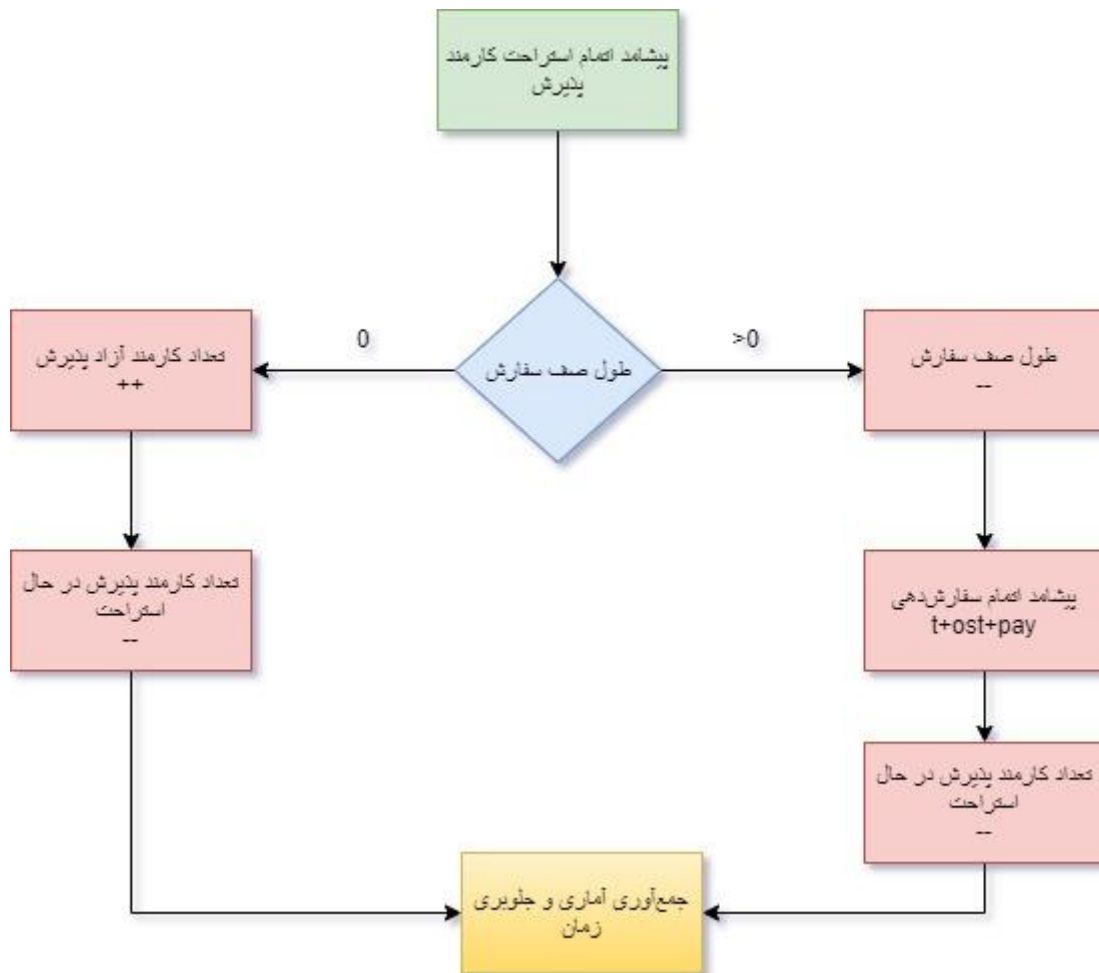 پیشامد اتمام استراحت کارمند
پذیرش
0
>0
تعداد کارمند آزاد پذیرش
++
طول صف سفارش
طول صف سفارش
--
تعداد کارمند پذیرش در حال
استراحت
--
پیشامد اتمام سفارش‌دهی
t+ost+pay
تعداد کارمند پذیرش در حال
استراحت
--
جمع‌آوری آماری و جلوبری
زمان